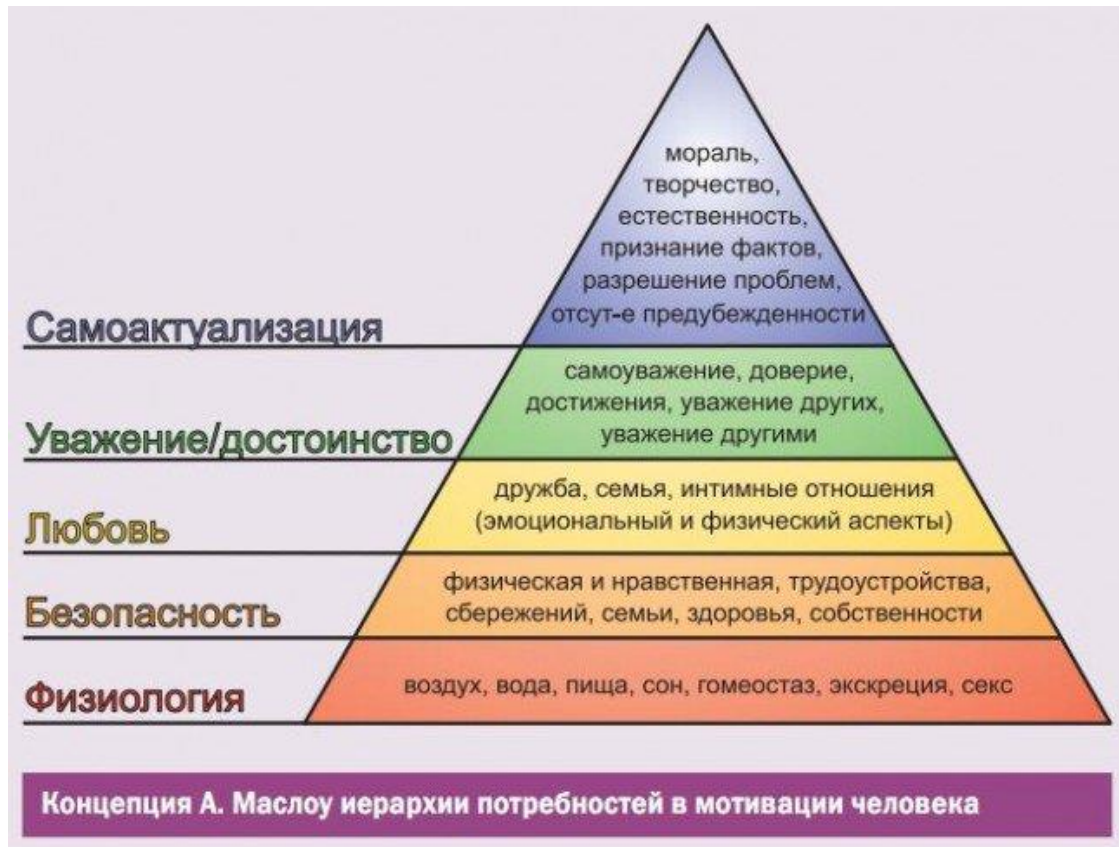 мораль,
творчество,
естественность,
признание фактов,
разрешение проблем,
отсут-е предубежденности
Самоактуализация
самоуважение, доверие,
достижения, уважение других,
уважение другими
Уважение/достоинство
дружба, семья, интимные отношения
(эмоциональный и физический аспекты)
Любовь
физическая и нравственная, трудоустройства,
сбережений, семьи, здоровья, собственности
Безопасность
воздух, вода, пища, сон, гомеостаз, экскреция, секс
Физиология
Концепция А. Маслоу иерархии потребностей в мотивации человека